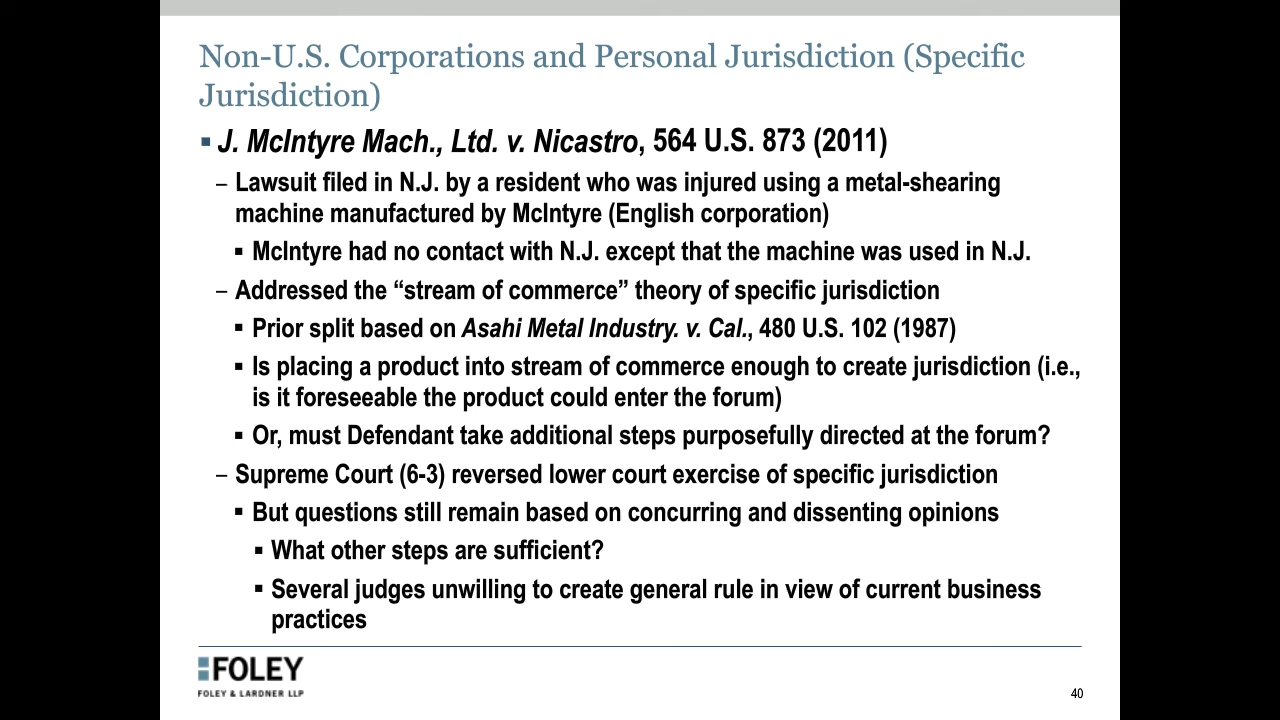 Non-U.S. Corporations and Personal Jurisdiction (Specific
Jurisdiction)
▪ J. McIntyre Mach., Ltd. v. Nicastro, 564 U.S. 873 (2011)
– Lawsuit filed in N.J. by a resident who was injured using a metal-shearing
machine manufactured by McIntyre (English corporation)
▪ McIntyre had no contact with N.J. except that the machine was used in N.J.
– Addressed the “stream of commerce” theory of specific jurisdiction
▪ Prior split based on Asahi Metal Industry. v. Cal., 480 U.S. 102 (1987)
▪ Is placing a product into stream of commerce enough to create jurisdiction (i.e.,
is it foreseeable the product could enter the forum)
▪ Or, must Defendant take additional steps purposefully directed at the forum?
– Supreme Court (6-3) reversed lower court exercise of specific jurisdiction
▪ But questions still remain based on concurring and dissenting opinions
▪ What other steps are sufficient?
▪ Several judges unwilling to create general rule in view of current business
practices
FOLEY
FOLEY & LARDNER LLP
40